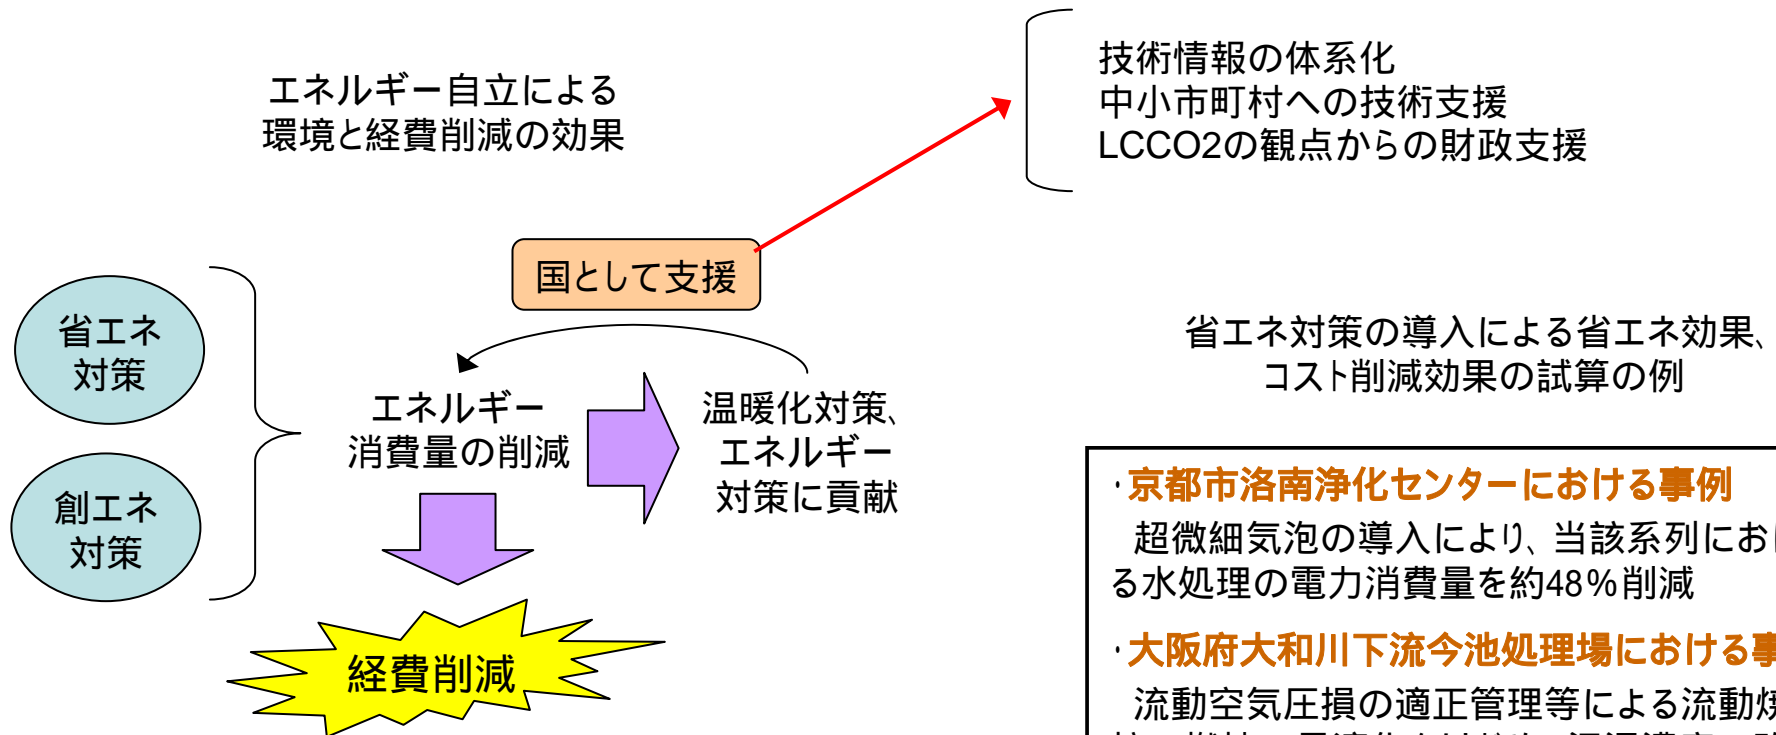 エネルギー自立による
環境と経費削減の効果
技術情報の体系化
中小市町村への技術支援
LCCO2の観点からの財政支援
国として支援
省エネ
対策
創エネ
対策
エネルギー
消費量の削減
温暖化対策、
エネルギー
対策に貢献
経費削減
省エネ対策の導入による省エネ効果、
コスト削減効果の試算の例
・京都市洛南浄化センターにおける事例
超微細気泡の導入により、当該系列におけ
る水処理の電力消費量を約48％削減
・大阪府大和川下流今池処理場における事
流動空気圧損の適正管理等による流動焼